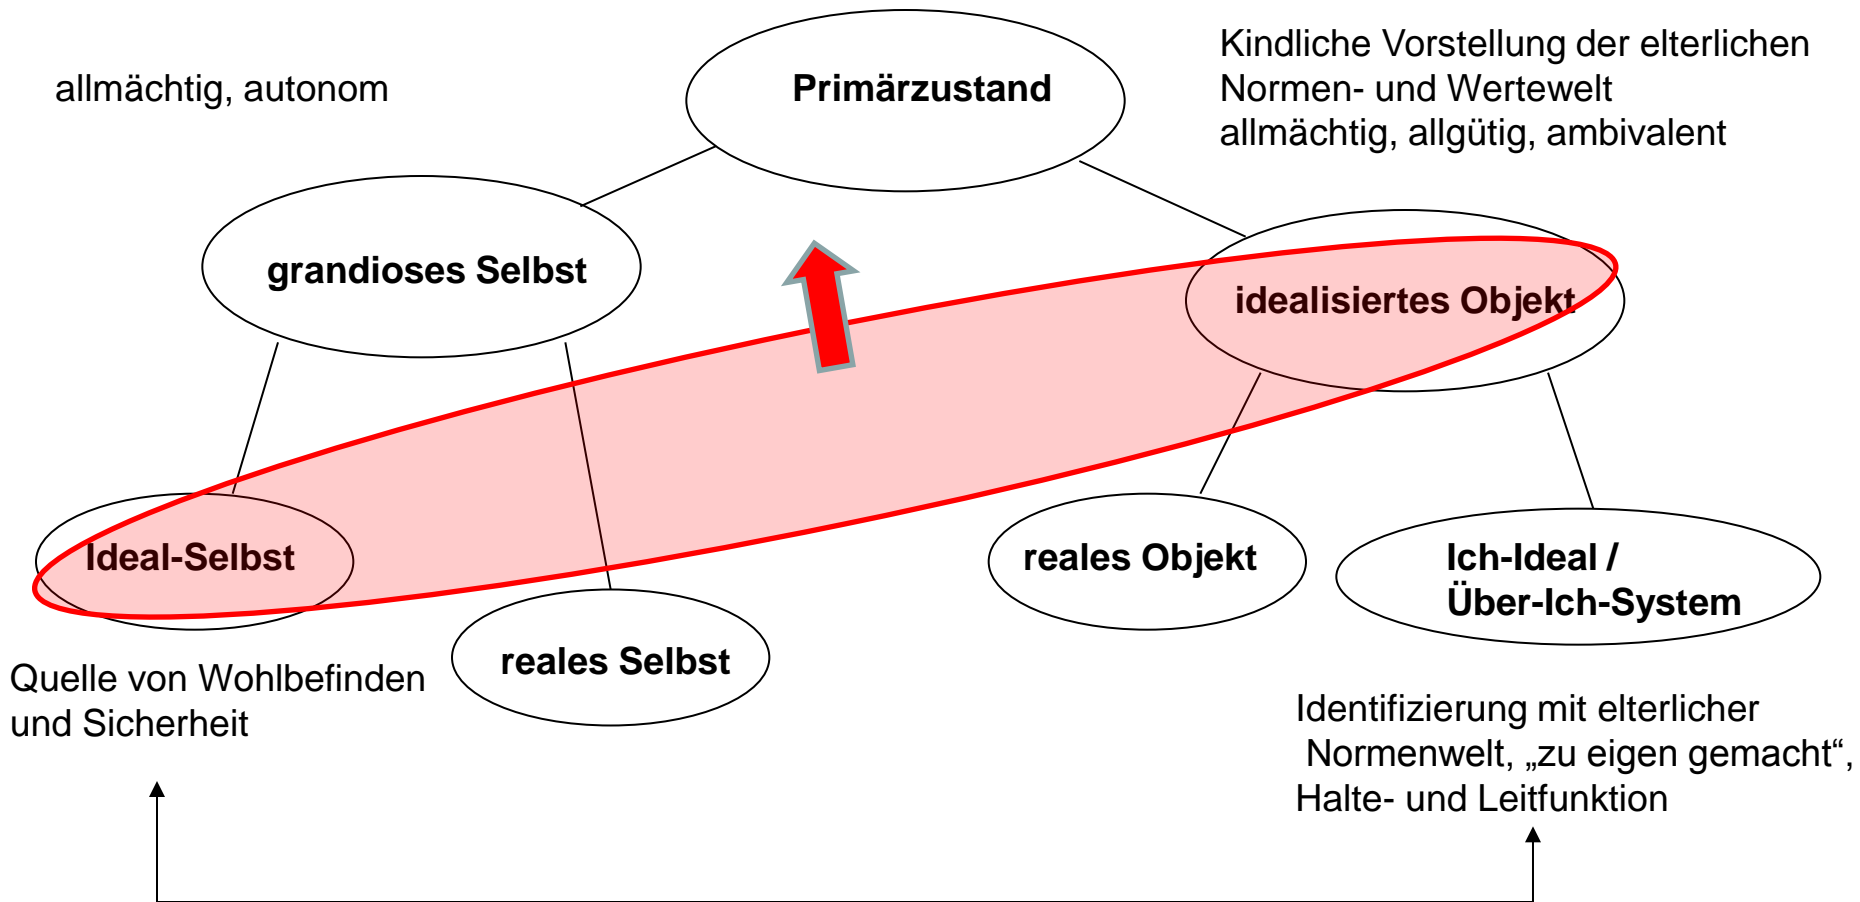 allmächtig, autonom
Primärzustand
Kindliche Vorstellung der elterlichen
Normen- und Wertewelt
allmächtig, allgütig, ambivalent
grandioses Selbst
idealisiertes Objekt
Ideal-Selbst
reales Selbst
reales Objekt
Ich-Ideal /
Über-Ich-System
Quelle von Wohlbefinden
und Sicherheit
Identifizierung mit elterlicher
Normenwelt, „zu eigen gemacht“,
Halte- und Leitfunktion